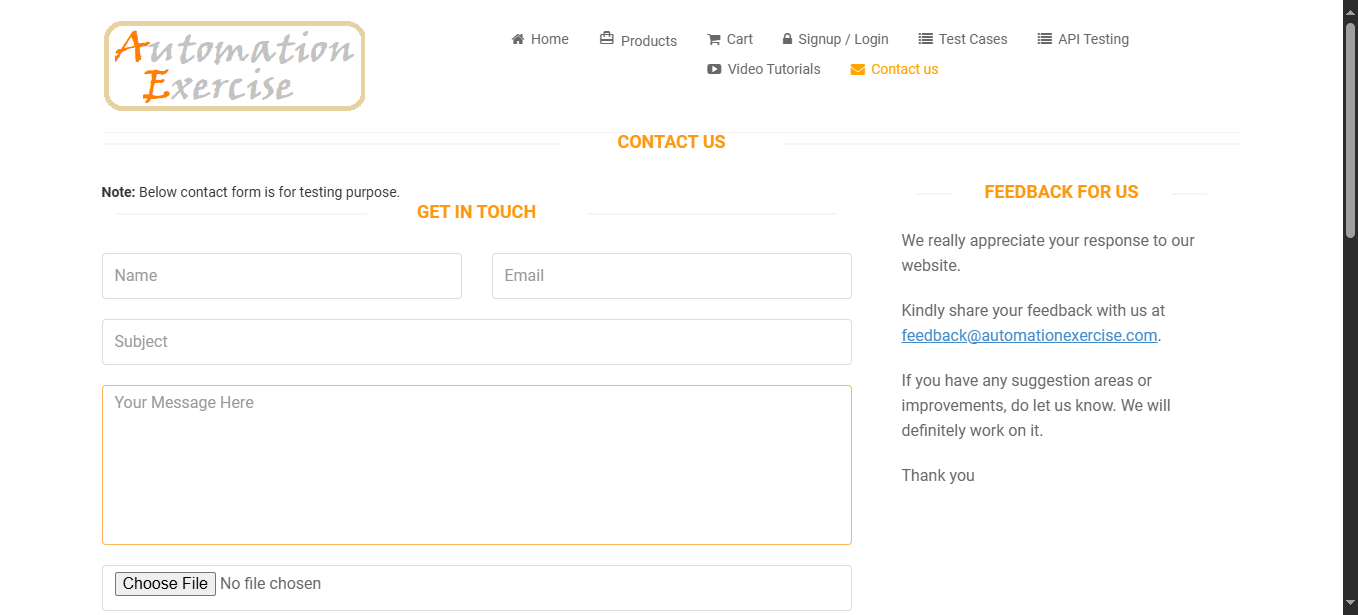 Automation
Exercise
Home
Products
Cart
Signup / Login
Test Cases
API Testing
Video Tutorials
Contact us
CONTACT US
Note: Below contact form is for testing purpose.
GET IN TOUCH
Name
Email
Subject
Your Message Here
Choose File No file chosen
FEEDBACK FOR US
We really appreciate your response to our
website.
Kindly share your feedback with us at
feedback@automationexercise.com.
If you have any suggestion areas or
improvements, do let us know. We will
definitely work on it.
Thank you